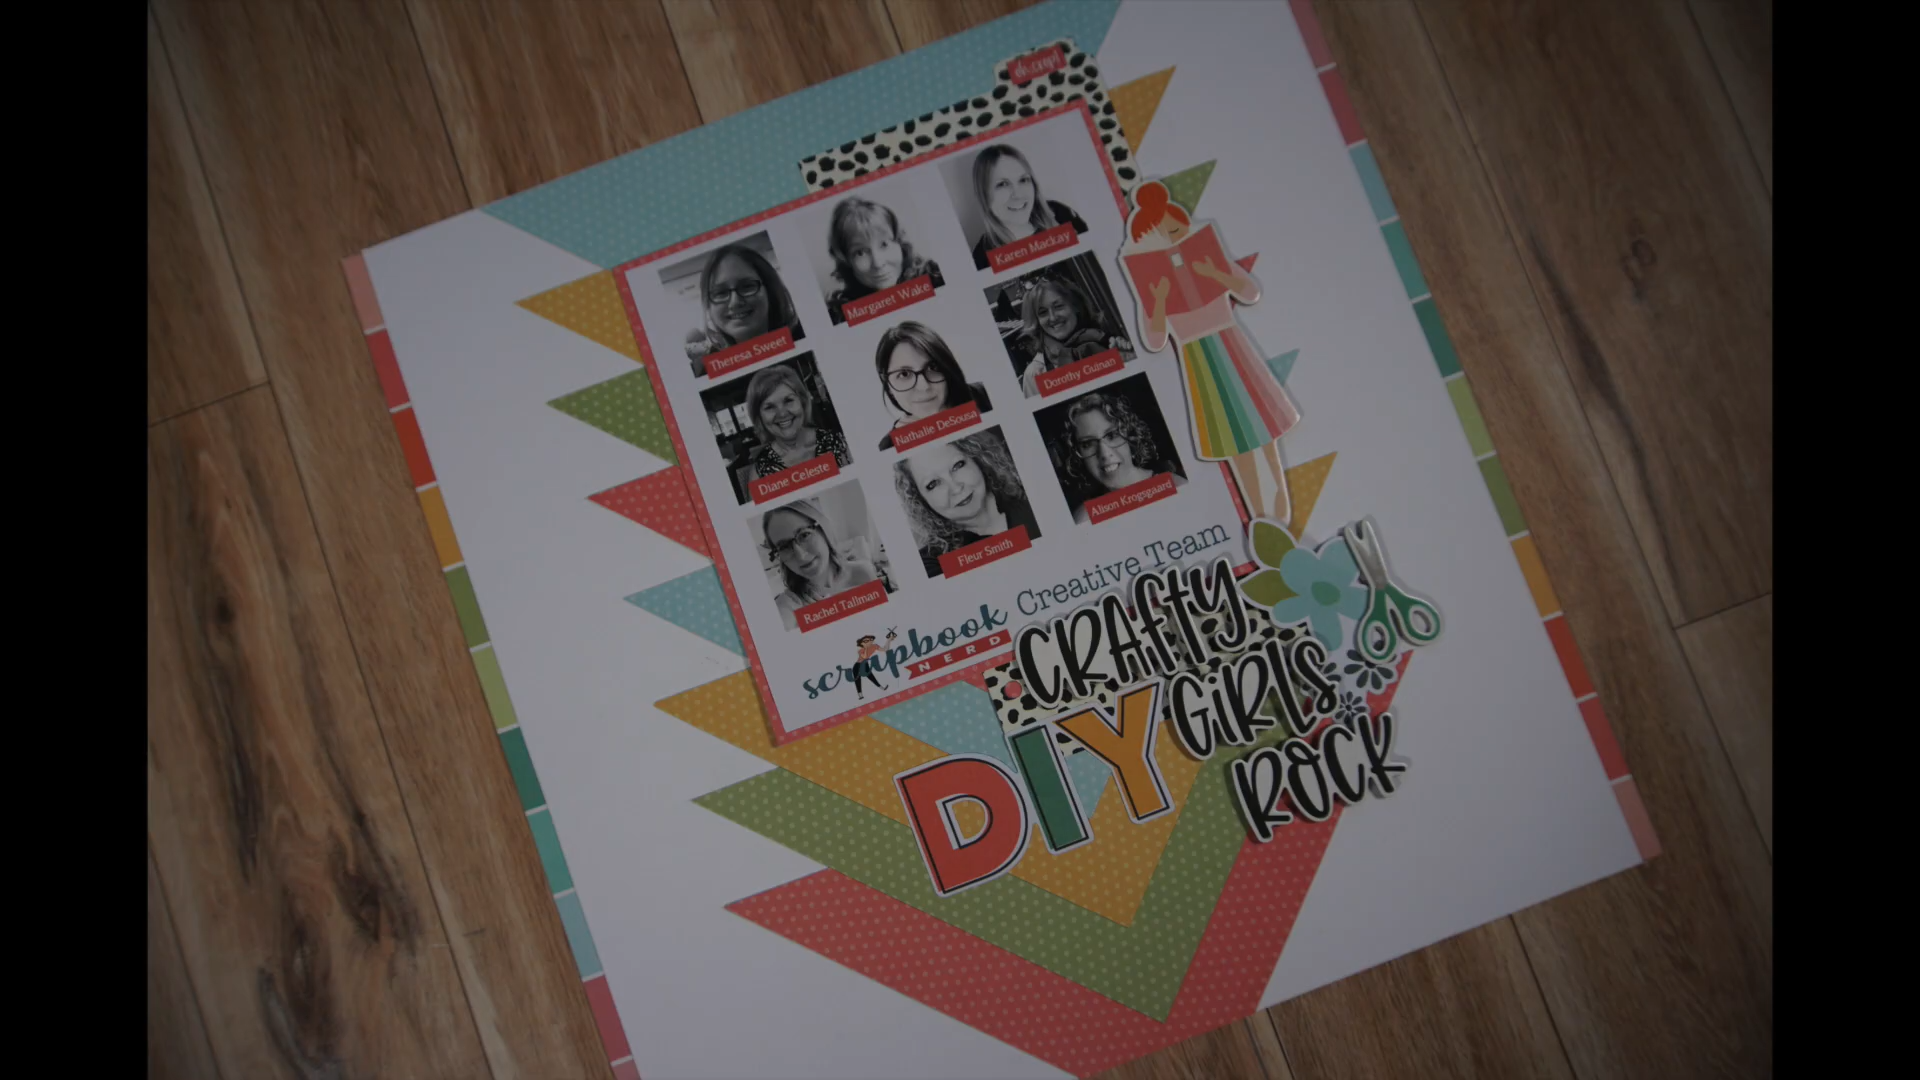 Theresa Sweet
Margaret Wake
Karen Mackay
Diane Celeste
Nathalie DeSousa
Dorothy Guinan
Rachel Tallman
Fleur Smith
Alison Krogsgaard
scrapbook
NERD
Creative Team
CRAfty
DIY GiRLS
ROCK